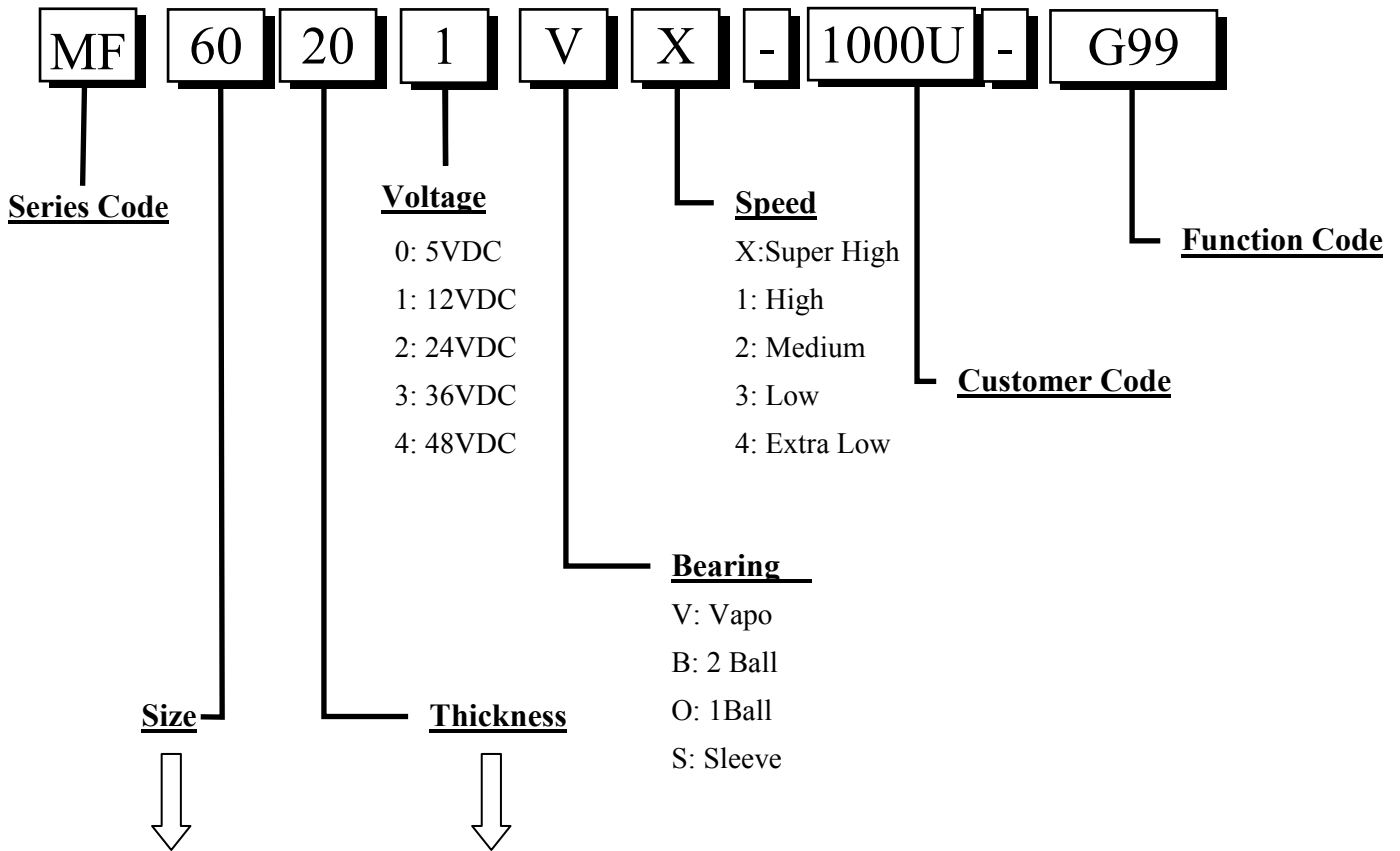 MF 60 20 1 V X - 1000U - G99
Series Code
Voltage
0: 5VDC
1: 12VDC
2: 24VDC
3: 36VDC
4: 48VDC
Speed
X:Super High
1: High
2: Medium
3: Low
4: Extra Low
Function Code
Customer Code
Bearing
V: Vapo
B: 2 Ball
O: 1Ball
S: Sleeve
Size
Thickness